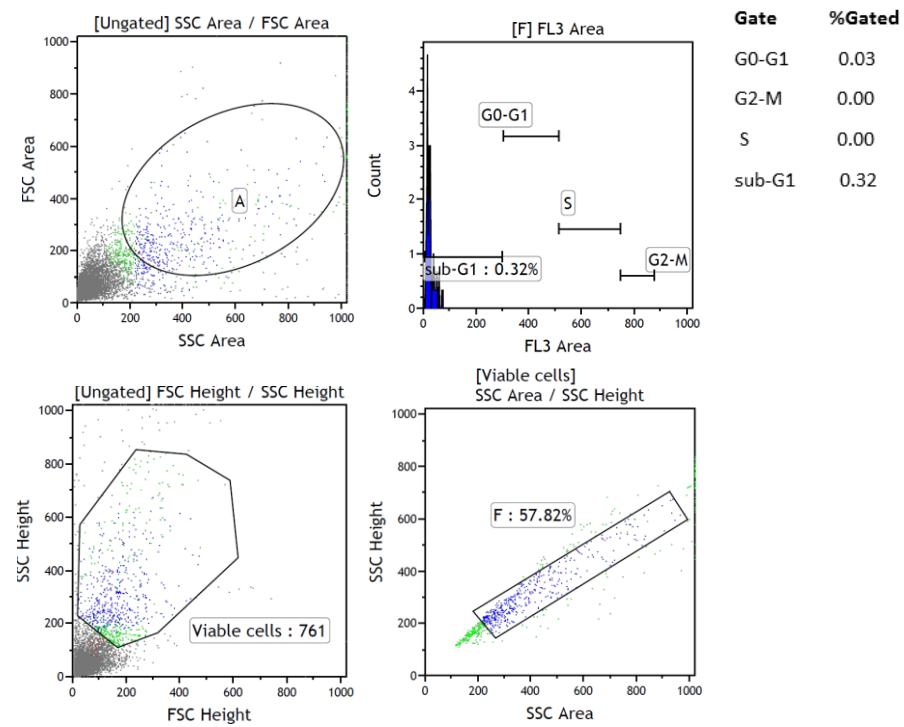 [Ungated] SSC Area / FSC Area
1000
800
600
400
200
0
FSC Area
A
0 200 400 600 800 1000
SSC Area
[F] FL3 Area
4
3
2
1
0
Count
G0-G1
S
G2-M
sub-G1 : 0.32%
0 200 400 600 800 1000
FL3 Area
Gate %Gated
G0-G1 0.03
G2-M 0.00
S 0.00
sub-G1 0.32
[Ungated] FSC Height / SSC Height
1000
800
600
400
200
0
SSC Height
Viable cells : 761
0 200 400 600 800 1000
FSC Height
[Viable cells]
SSC Area / SSC Height
1000
800
600
400
200
0
SSC Height
F : 57.82%
0 200 400 600 800 1000
SSC Area